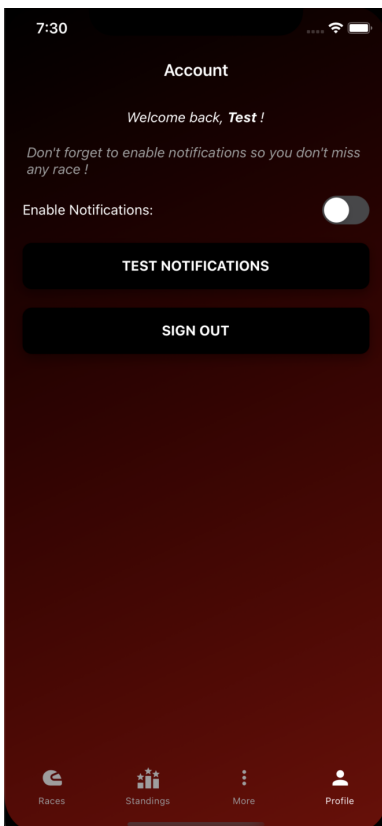 7:30
Account
Welcome back, Test !
Don't forget to enable notifications so you don't miss
any race !
Enable Notifications:
TEST NOTIFICATIONS
SIGN OUT
Races
Standings
More
Profile